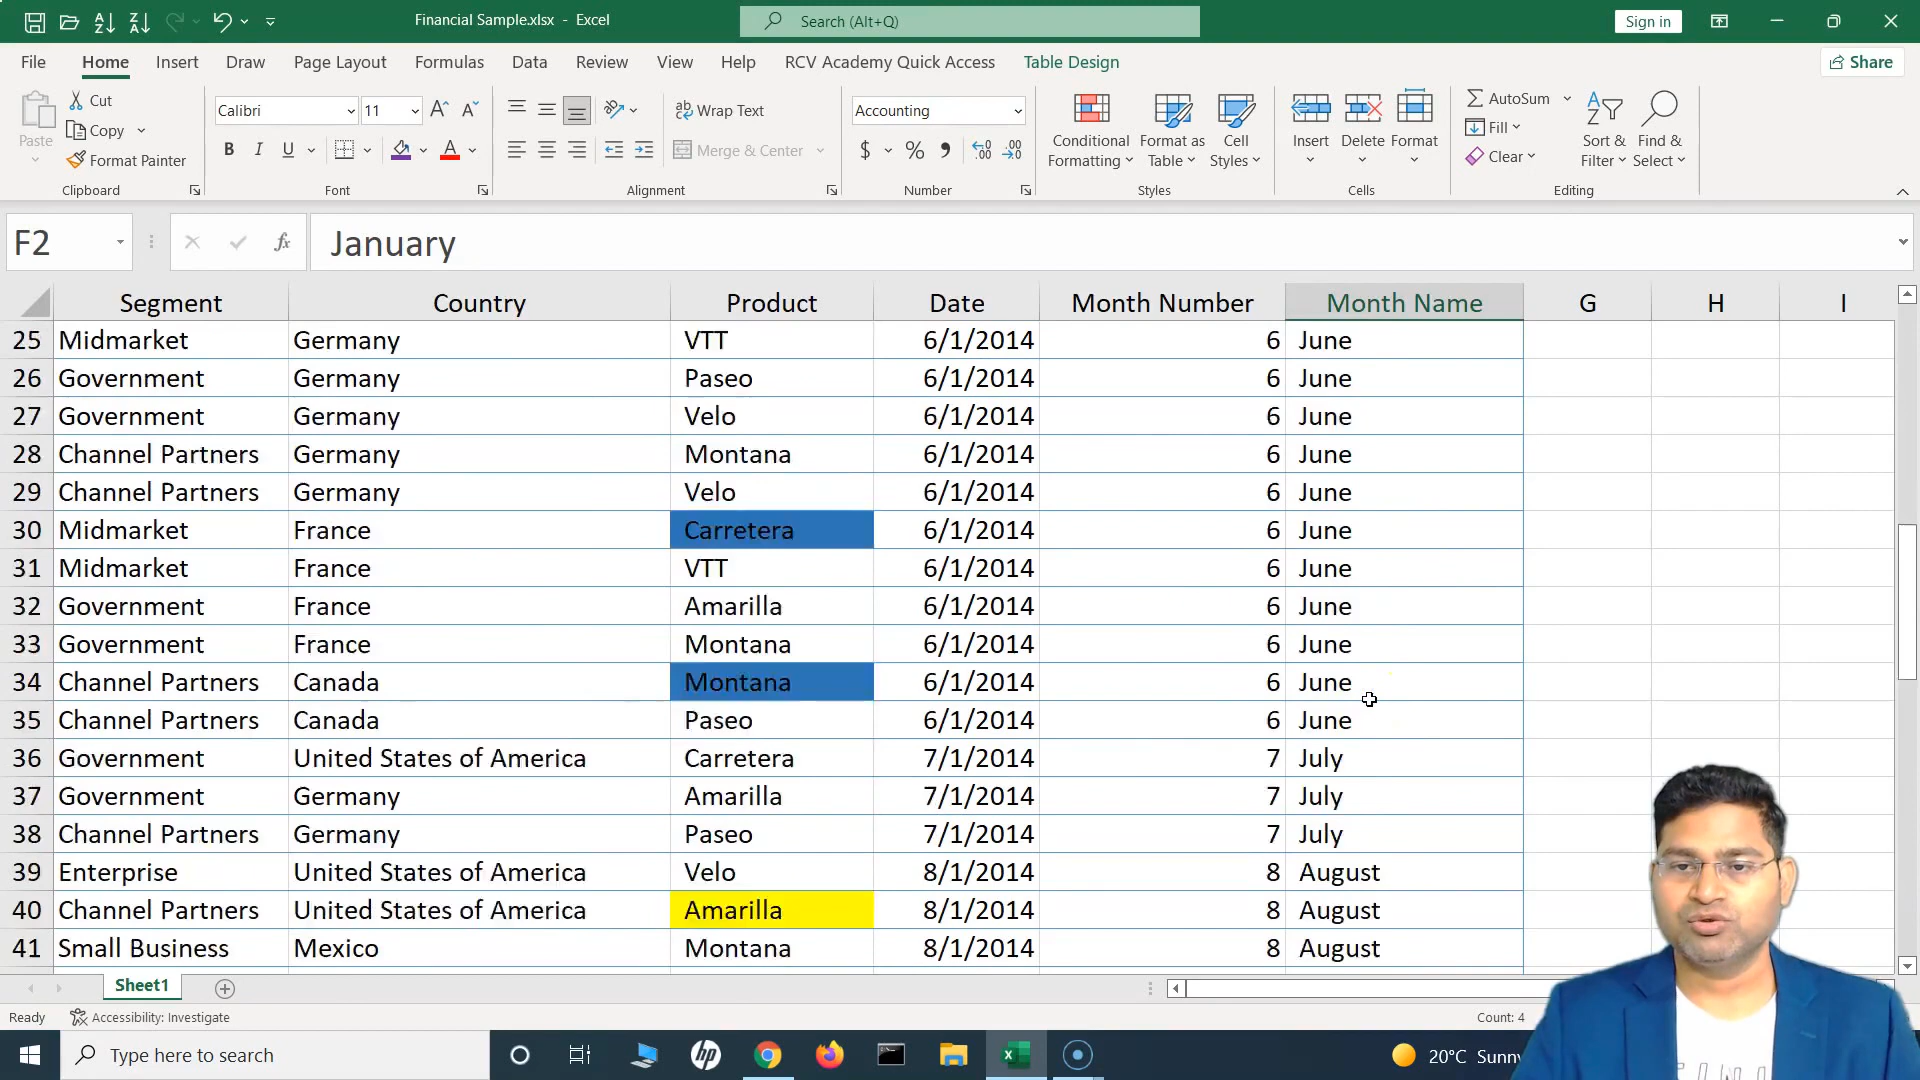 Financial Sample.xlsx - Excel
Search (Alt+Q)
Sign in
File Home Insert Draw Page Layout Formulas Data Review View Help RCV Academy Quick Access Table Design Share
Paste
Cut
Copy
Format Painter
Clipboard
Calibri 11
B I U A
Font
Wrap Text
Merge & Center
Alignment
Accounting
$ % 9
Number
Conditional Formatting
Format as Table
Cell Styles
Styles
Insert Delete Format
Cells
AutoSum
Fill
Clear
Sort & Filter
Find & Select
Editing
F2 fx January
Segment Country Product Date Month Number Month Name G H I
25 Midmarket Germany VTT 6/1/2014 6 June
26 Government Germany Paseo 6/1/2014 6 June
27 Government Germany Velo 6/1/2014 6 June
28 Channel Partners Germany Montana 6/1/2014 6 June
29 Channel Partners Germany Velo 6/1/2014 6 June
30 Midmarket France Carretera 6/1/2014 6 June
31 Midmarket France VTT 6/1/2014 6 June
32 Government France Amarilla 6/1/2014 6 June
33 Government France Montana 6/1/2014 6 June
34 Channel Partners Canada Montana 6/1/2014 6 June
35 Channel Partners Canada Paseo 6/1/2014 6 June
36 Government United States of America Carretera 7/1/2014 7 July
37 Government Germany Amarilla 7/1/2014 7 July
38 Channel Partners Germany Paseo 7/1/2014 7 July
39 Enterprise United States of America Velo 8/1/2014 8 August
40 Channel Partners United States of America Amarilla 8/1/2014 8 August
41 Small Business Mexico Montana 8/1/2014 8 August
Sheet1
Ready Accessibility: Investigate Count: 4
Type here to search
hp
20°C Sunny